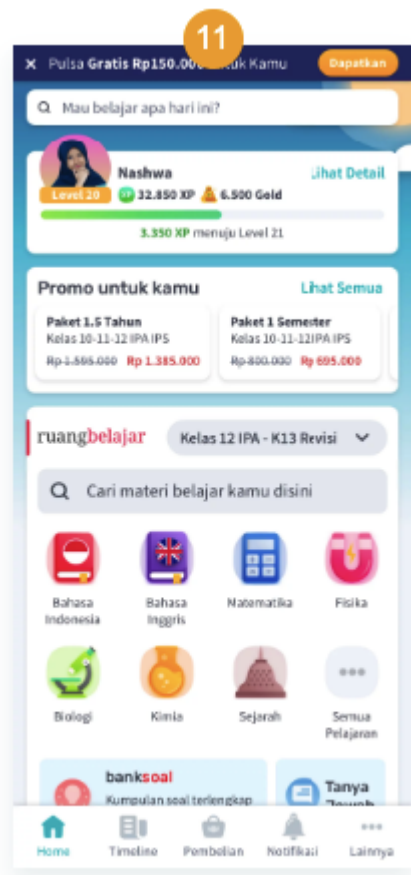 11
× Pulsa Gratis Rp150.000 Kamu Dapatkan
Mau belajar apa hari ini?
Nashwa Lihat Detail
Level 20 XP 32.850 XP 6.500 Gold
3.350 XP menuju Level 21
Promo untuk kamu Lihat Semua
Paket 1.5 Tahun
Kelas 10-11-12 IPA IPS
Rp 1.595.000 Rp 1.385.000
Paket 1 Semester
Kelas 10-11-12IPA IPS
Rp 800.000 Rp 695.000
ruangbelajar Kelas 12 IPA - K13 Revisi
Cari materi belajar kamu disini
Bahasa Indonesia
Bahasa Inggris
Matematika
Fisika
Biologi
Kimia
Sejarah
Semua Pelajaran
banksoal
Kumpulan soal terlengkap
Tanya
Home Timeline Pembelian Notifikasi Lainnya